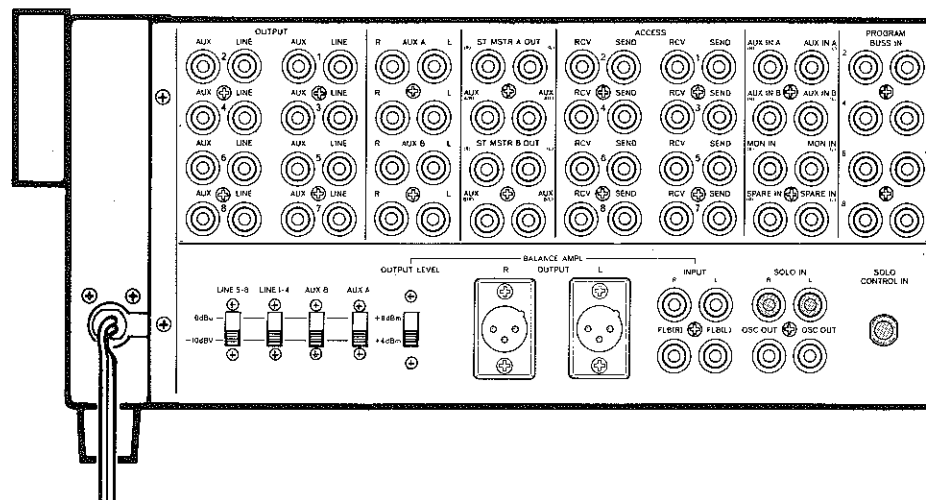 OUTPUT
ACCESS
PROGRAM
BUSS IN
AUX LINE AUX LINE R AUX A L ST MSTR A OUT RCV SEND RCV SEND AUX IN A AUX IN A
(R) (L) (R) (L)
2 1 2 1 2
AUX LINE AUX LINE R L AUX AUX RCV SEND RCV SEND AUX IN B AUX IN B
4 3 4 3 4
AUX LINE AUX LINE R AUX B L ST MSTR B OUT RCV SEND RCV SEND MON IN MON IN
6 5 6 5
AUX LINE AUX LINE R L AUX AUX RCV SEND RCV SEND SPARE IN SPARE IN
8 7 8 7
BALANCE AMPL
OUTPUT LEVEL R OUTPUT L INPUT SOLO IN SOLO
CONTROL IN
R L R L
LINE 5-8 LINE 1-4 AUX B AUX A
+8dBm
-10dBV +4dBm
OSC OUT OSC OUT